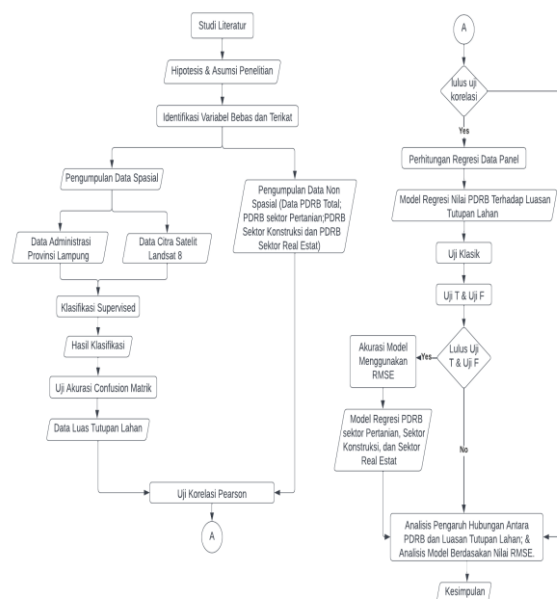 Studi Literatur
Hipotesis & Asumsi Penelitian
Identifikasi Variabel Bebas dan Terikat
Pengumpulan Data Spasial
Pengumpulan Data Non
Spasial (Data PDRB Total;
PDRB sektor Pertanian;PDRB
Sektor Konstruksi dan PDRB
Sektor Real Estat)
Data Administrasi
Provinsi Lampung
Data Citra Satelit
Landsat 8
Klasifikasi Supervised
Hasil Klasifikasi
Uji Akurasi Confusion Matrik
Data Luas Tutupan Lahan
Uji Korelasi Pearson
A
A
lulus uji
korelasi
Yes
Perhitungan Regresi Data Panel
Model Regresi Nilai PDRB Terhadap Luasan
Tutupan Lahan
Uji Klasik
Uji T & Uji F
Lulus Uji
T & Uji F
Yes
Akurasi Model
Menggunakan
RMSE
Model Regresi PDRB
sektor Pertanian, Sektor
Konstruksi, dan Sektor
Real Estat
No
Analisis Pengaruh Hubungan Antara
PDRB dan Luasan Tutupan Lahan; &
Analisis Model Berdasakan Nilai RMSE.
Kesimpulan